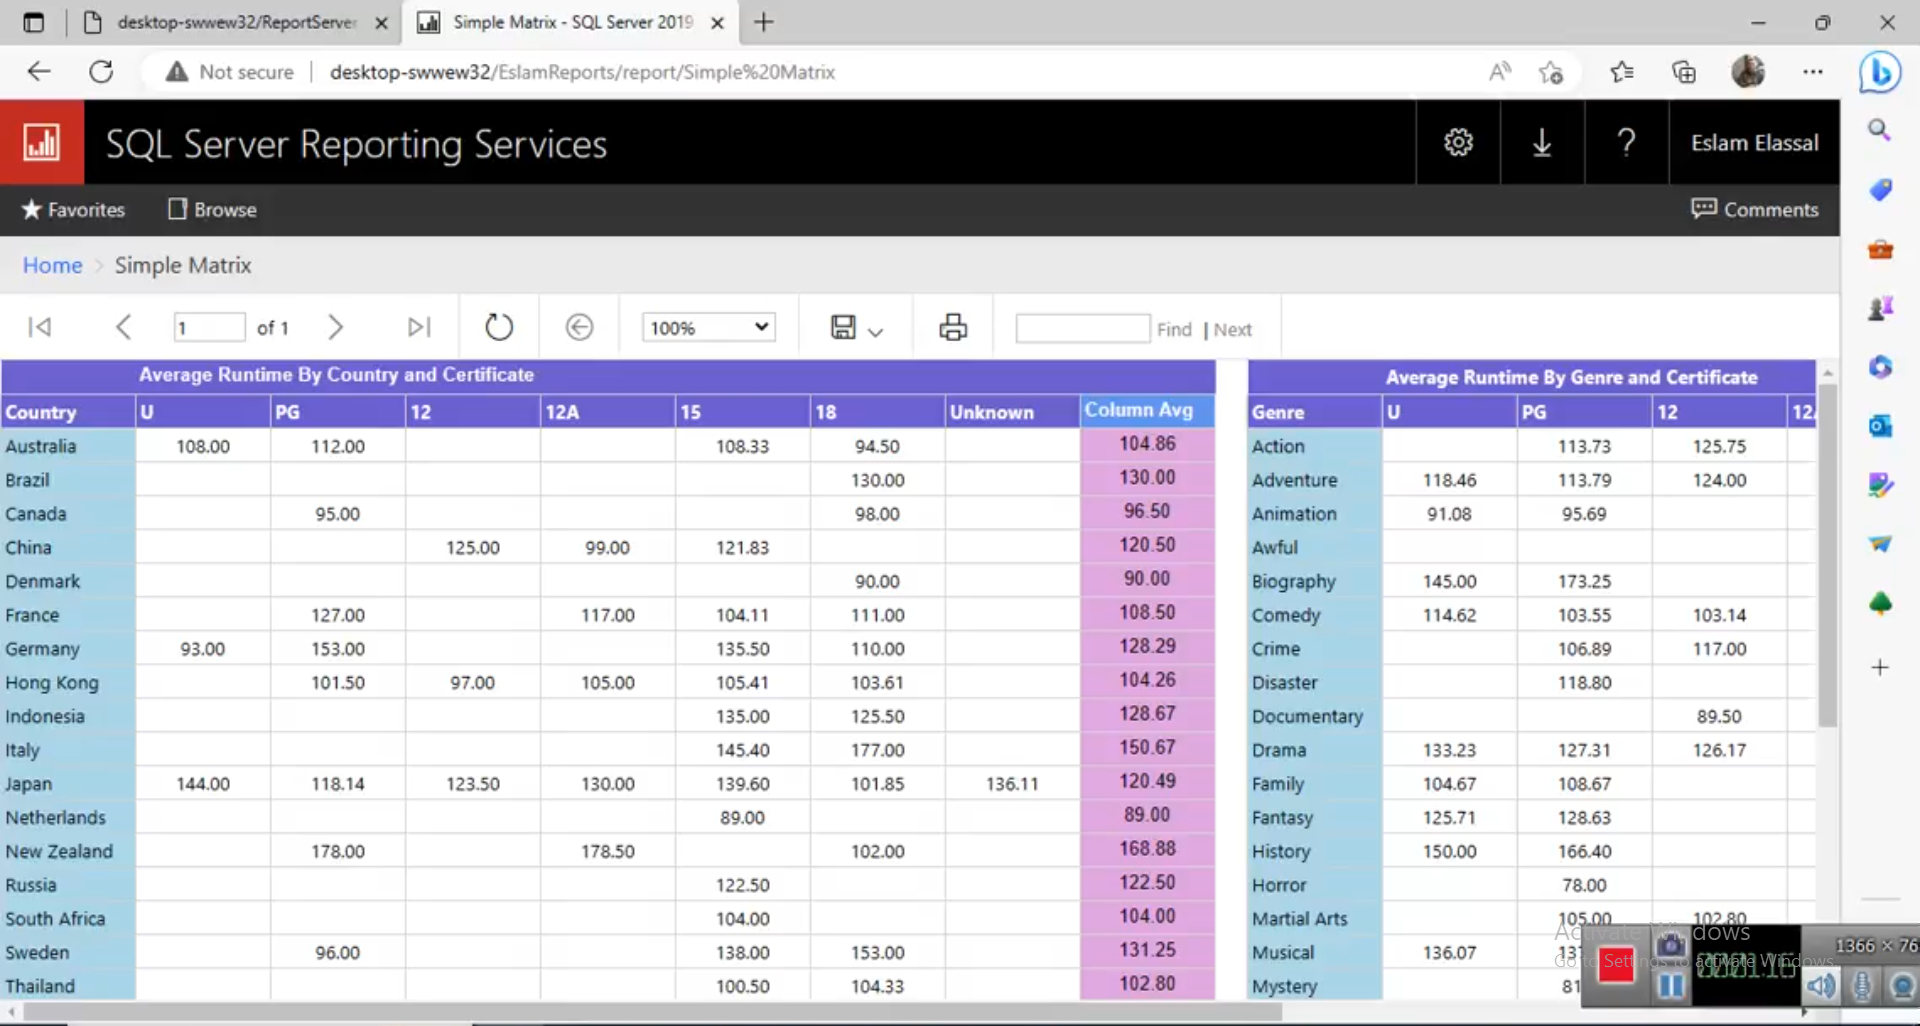 desktop-swwew32/ReportServer
Simple Matrix - SQL Server 2019
Not secure | desktop-swwew32/EslamReports/report/Simple%20Matrix
SQL Server Reporting Services
? Eslam Elassal
Favorites Browse Comments
Home > Simple Matrix
1 of 1 100% Find | Next
Average Runtime By Country and Certificate
Country U PG 12 12A 15 18 Unknown Column Avg
Australia 108.00 112.00 108.33 94.50 104.86
Brazil 130.00 130.00
Canada 95.00 98.00 96.50
China 125.00 99.00 121.83 120.50
Denmark 90.00 90.00
France 127.00 117.00 104.11 111.00 108.50
Germany 93.00 153.00 135.50 110.00 128.29
Hong Kong 101.50 97.00 105.00 105.41 103.61 104.26
Indonesia 135.00 125.50 128.67
Italy 145.40 177.00 150.67
Japan 144.00 118.14 123.50 130.00 139.60 101.85 136.11 120.49
Netherlands 89.00 89.00
New Zealand 178.00 178.50 102.00 168.88
Russia 122.50 122.50
South Africa 104.00 104.00
Sweden 96.00 138.00 153.00 131.25
Thailand 100.50 104.33 102.80
Average Runtime By Genre and Certificate
Genre U PG 12
Action 113.73 125.75
Adventure 118.46 113.79 124.00
Animation 91.08 95.69
Awful
Biography 145.00 173.25
Comedy 114.62 103.55 103.14
Crime 106.89 117.00
Disaster 118.80
Documentary 89.50
Drama 133.23 127.31 126.17
Family 104.67 108.67
Fantasy 125.71 128.63
History 150.00 166.40
Horror 78.00
Martial Arts 105.00 102.80
Musical 136.07
Mystery
Activate Windows
Go to Settings to activate Windows.
1366 × 76